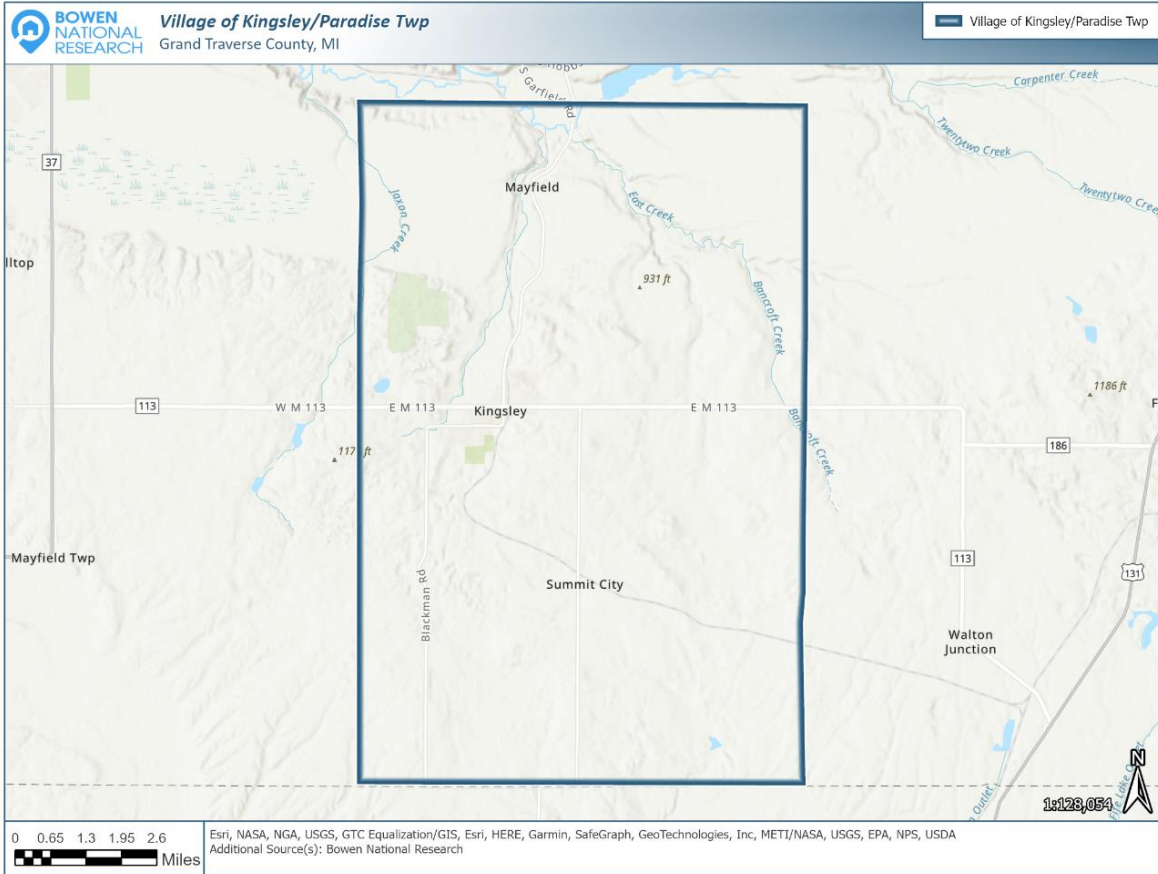 BOWEN
NATIONAL
RESEARCH
Village of Kingsley/Paradise Twp
Grand Traverse County, MI
Village of Kingsley/Paradise Twp
S Garfield Rd
Carpenter Creek
Twentytwo Creek
Twentytwo Creek
37
Mayfield
Jaxon Creek
East Creek
lltop
931 ft
Bancroft Creek
1186 ft
113
W M 113
E M 113
Kingsley
E M 113
F
Bancroft Creek
186
117 ft
Mayfield Twp
Blackman Rd
Summit City
113
131
Walton
Junction
N
1:128,054
Outlet
0 0.65 1.3 1.95 2.6
Miles
Esri, NASA, NGA, USGS, GTC Equalization/GIS, Esri, HERE, Garmin, SafeGraph, GeoTechnologies, Inc, METI/NASA, USGS, EPA, NPS, USDA
Additional Source(s): Bowen National Research